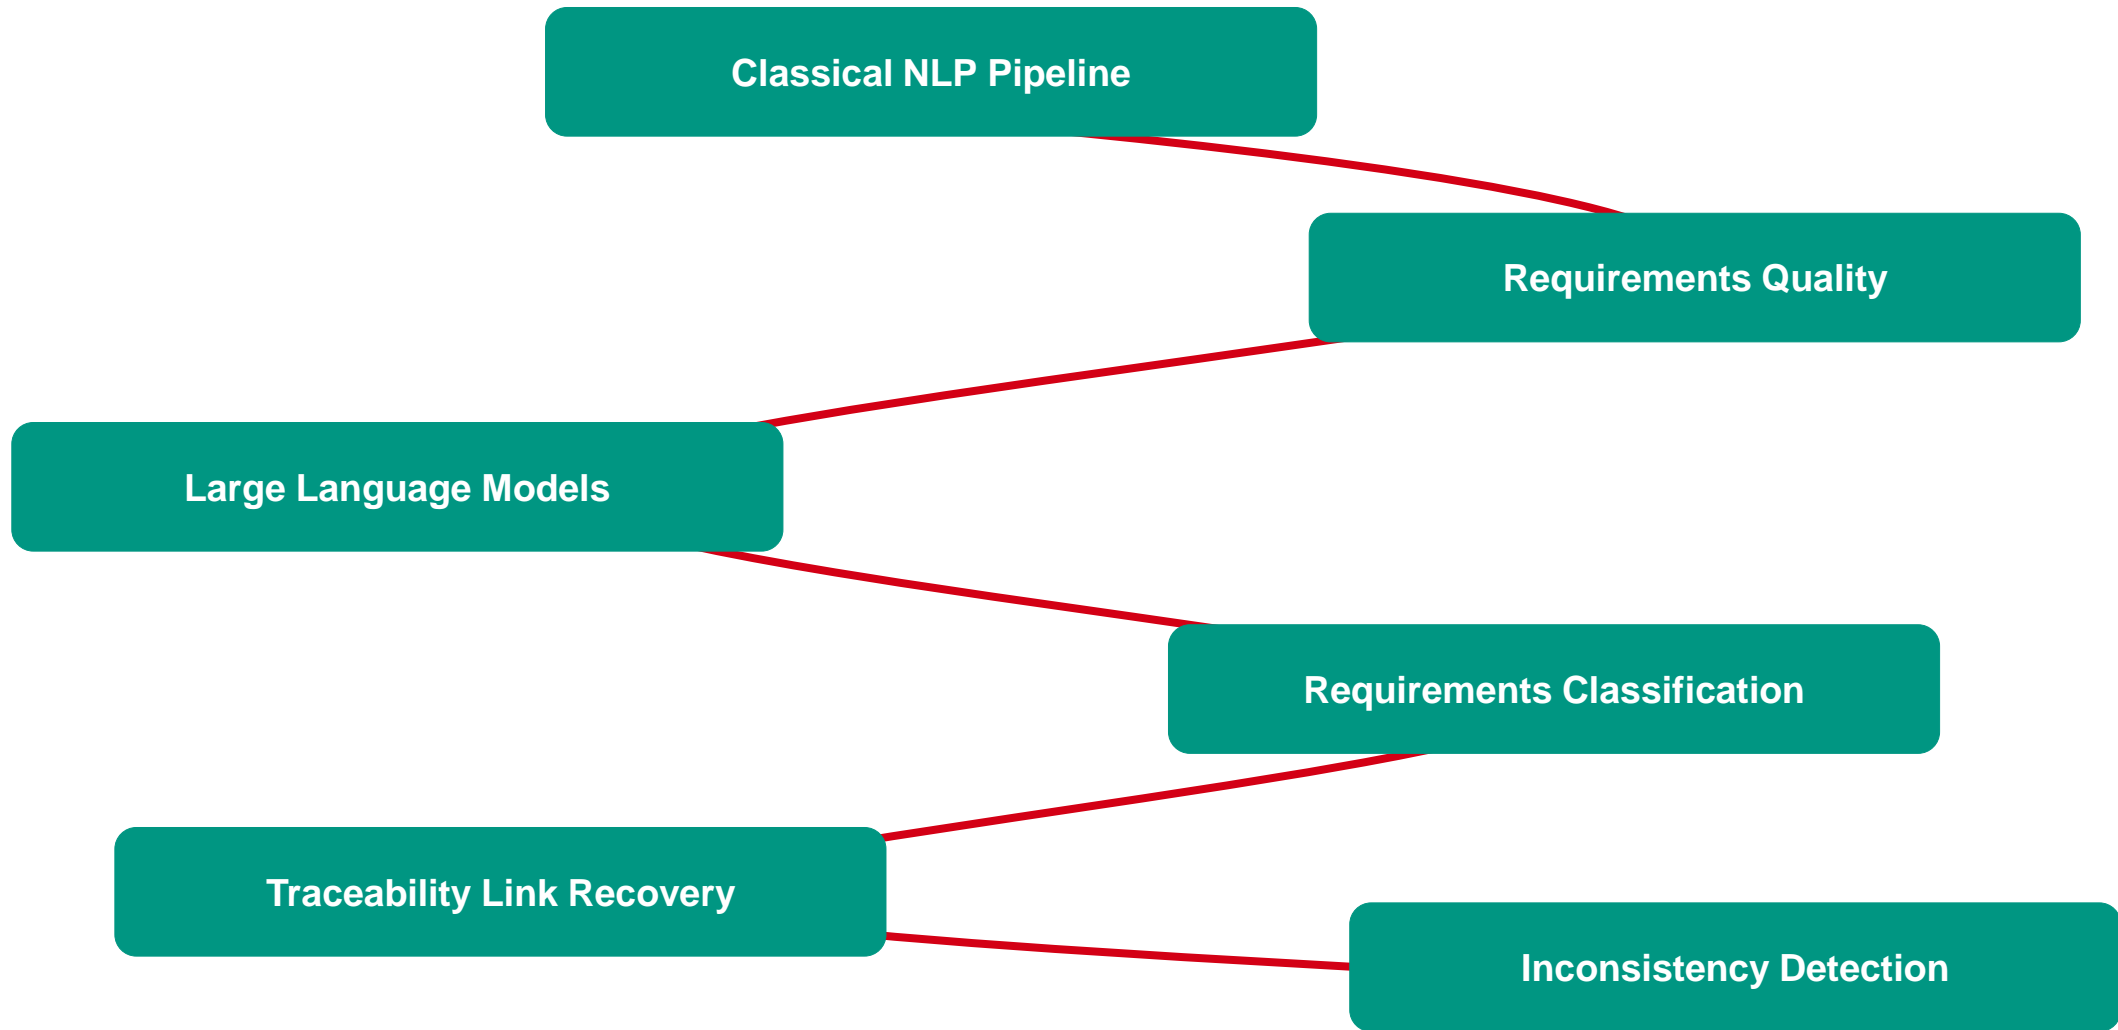 Classical NLP Pipeline
Requirements Quality
Large Language Models
Requirements Classification
Traceability Link Recovery
Inconsistency Detection